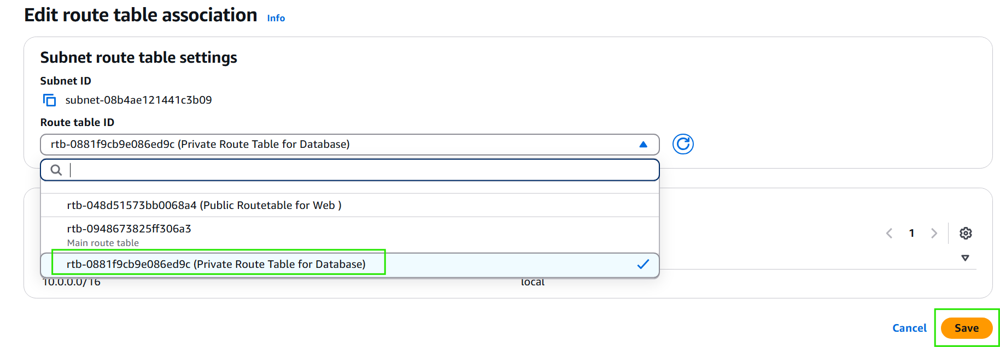 Edit route table association Info
Subnet route table settings
Subnet ID
subnet-08b4ae121441c3b09
Route table ID
rtb-0881f9cb9e086ed9c (Private Route Table for Database)
rtb-048d51573bb0068a4 (Public Routetable for Web )
rtb-0948673825ff306a3
Main route table
1
rtb-0881f9cb9e086ed9c (Private Route Table for Database)
10.0.0.0/16 local
Cancel Save